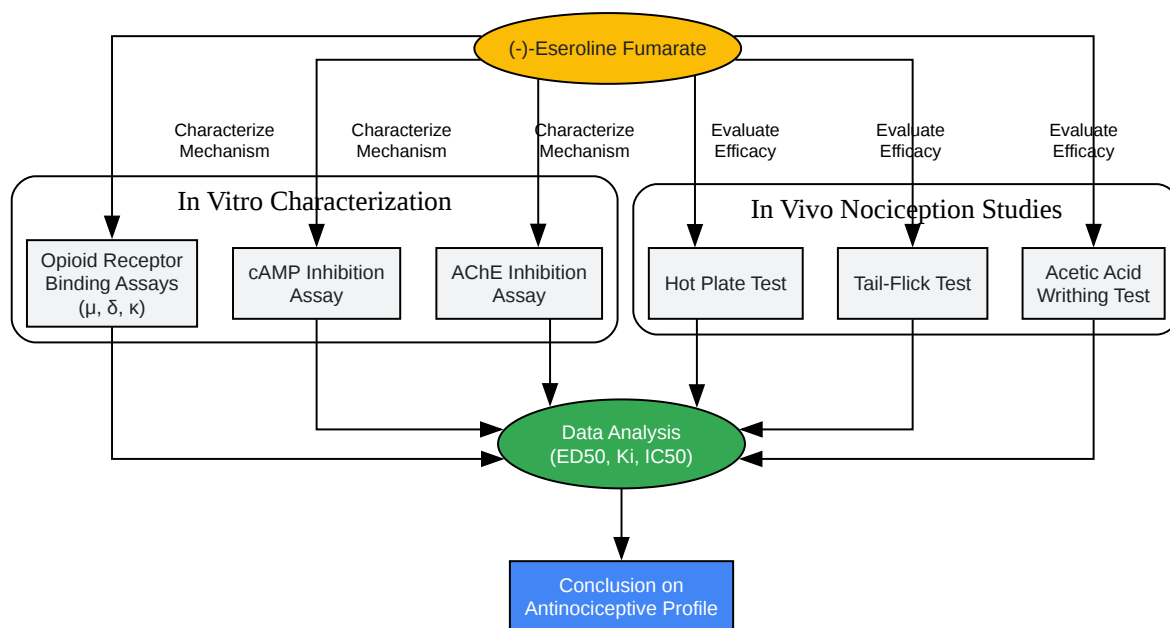 (-)-Eseroline Fumarate
Characterize
Mechanism
Characterize
Mechanism
Characterize
Mechanism
Evaluate
Efficacy
Evaluate
Efficacy
Evaluate
Efficacy
In Vitro Characterization
In Vivo Nociception Studies
Opioid Receptor
Binding Assays
(μ, δ, κ)
cAMP Inhibition
Assay
AChE Inhibition
Assay
Hot Plate Test
Tail-Flick Test
Acetic Acid
Writhing Test
Data Analysis
(ED50, Ki, IC50)
Conclusion on
Antinociceptive Profile